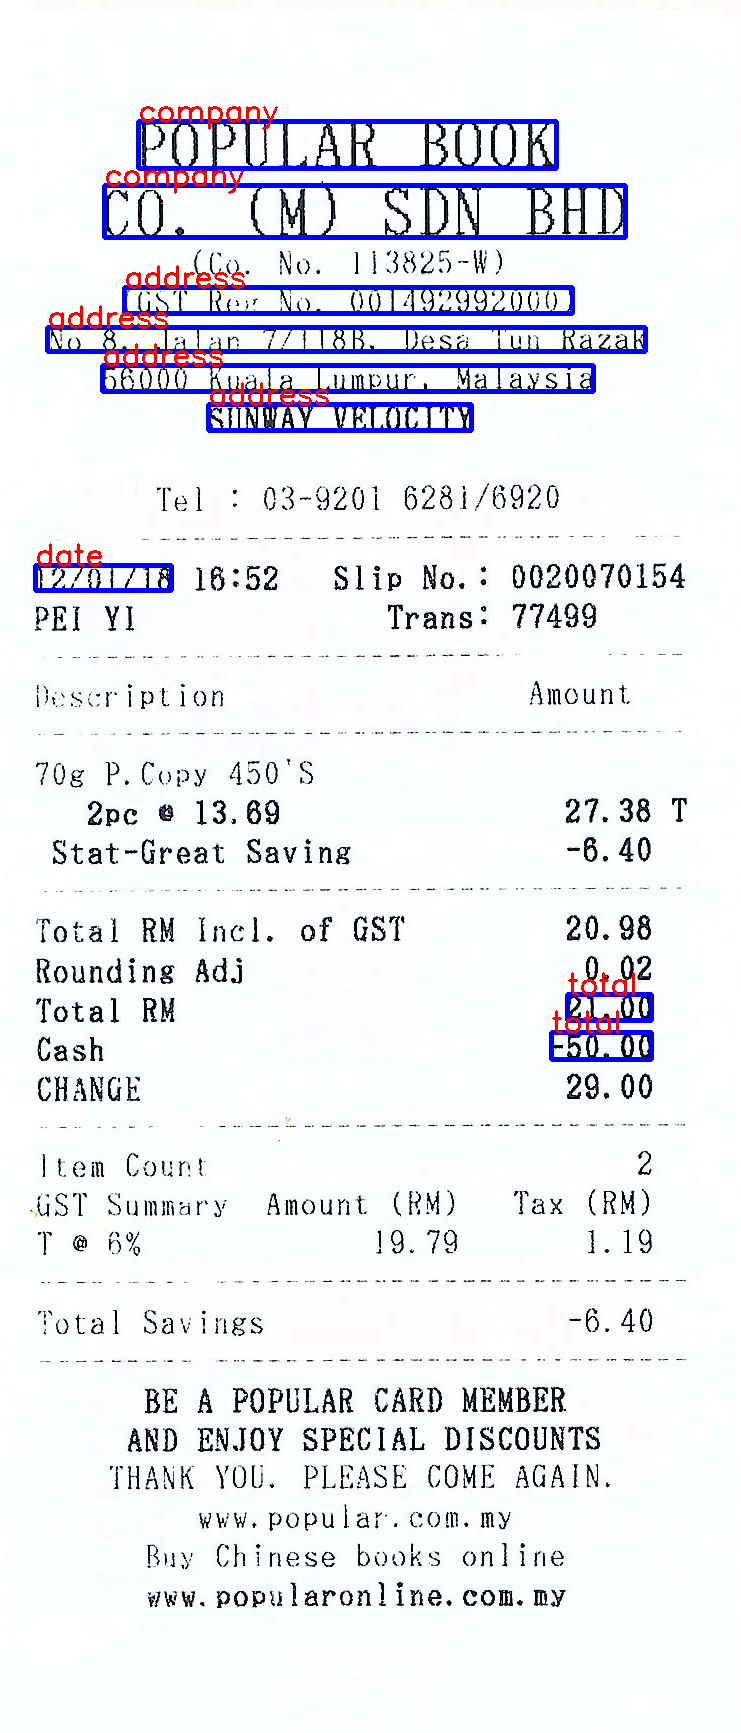 company
POPULAR BOOK
company
CO. (M) SDN BHD
(Co. No. 113825-W)
address
(GST Reg No. 001492992000)
address
No 8, Jalan 7/118B, Desa Tun Razak
address
56000 Kuala Lumpur, Malaysia
address
SUNWAY VELOCITY
Tel : 03-9201 6281/6920
date
12/01/18 16:52 Slip No.: 0020070154
PEI YI Trans: 77499
Description Amount
70g P.Copy 450'S
2pc @ 13.69 27.38 T
Stat-Great Saving -6.40
Total RM Incl. of GST 20.98
Rounding Adj 0.02
total
Total RM 21.00
total
Cash -50.00
CHANGE 29.00
Item Count 2
GST Summary Amount (RM) Tax (RM)
T @ 6% 19.79 1.19
Total Savings -6.40
BE A POPULAR CARD MEMBER
AND ENJOY SPECIAL DISCOUNTS
THANK YOU. PLEASE COME AGAIN.
www.popular.com.my
Buy Chinese books online
www.popularonline.com.my